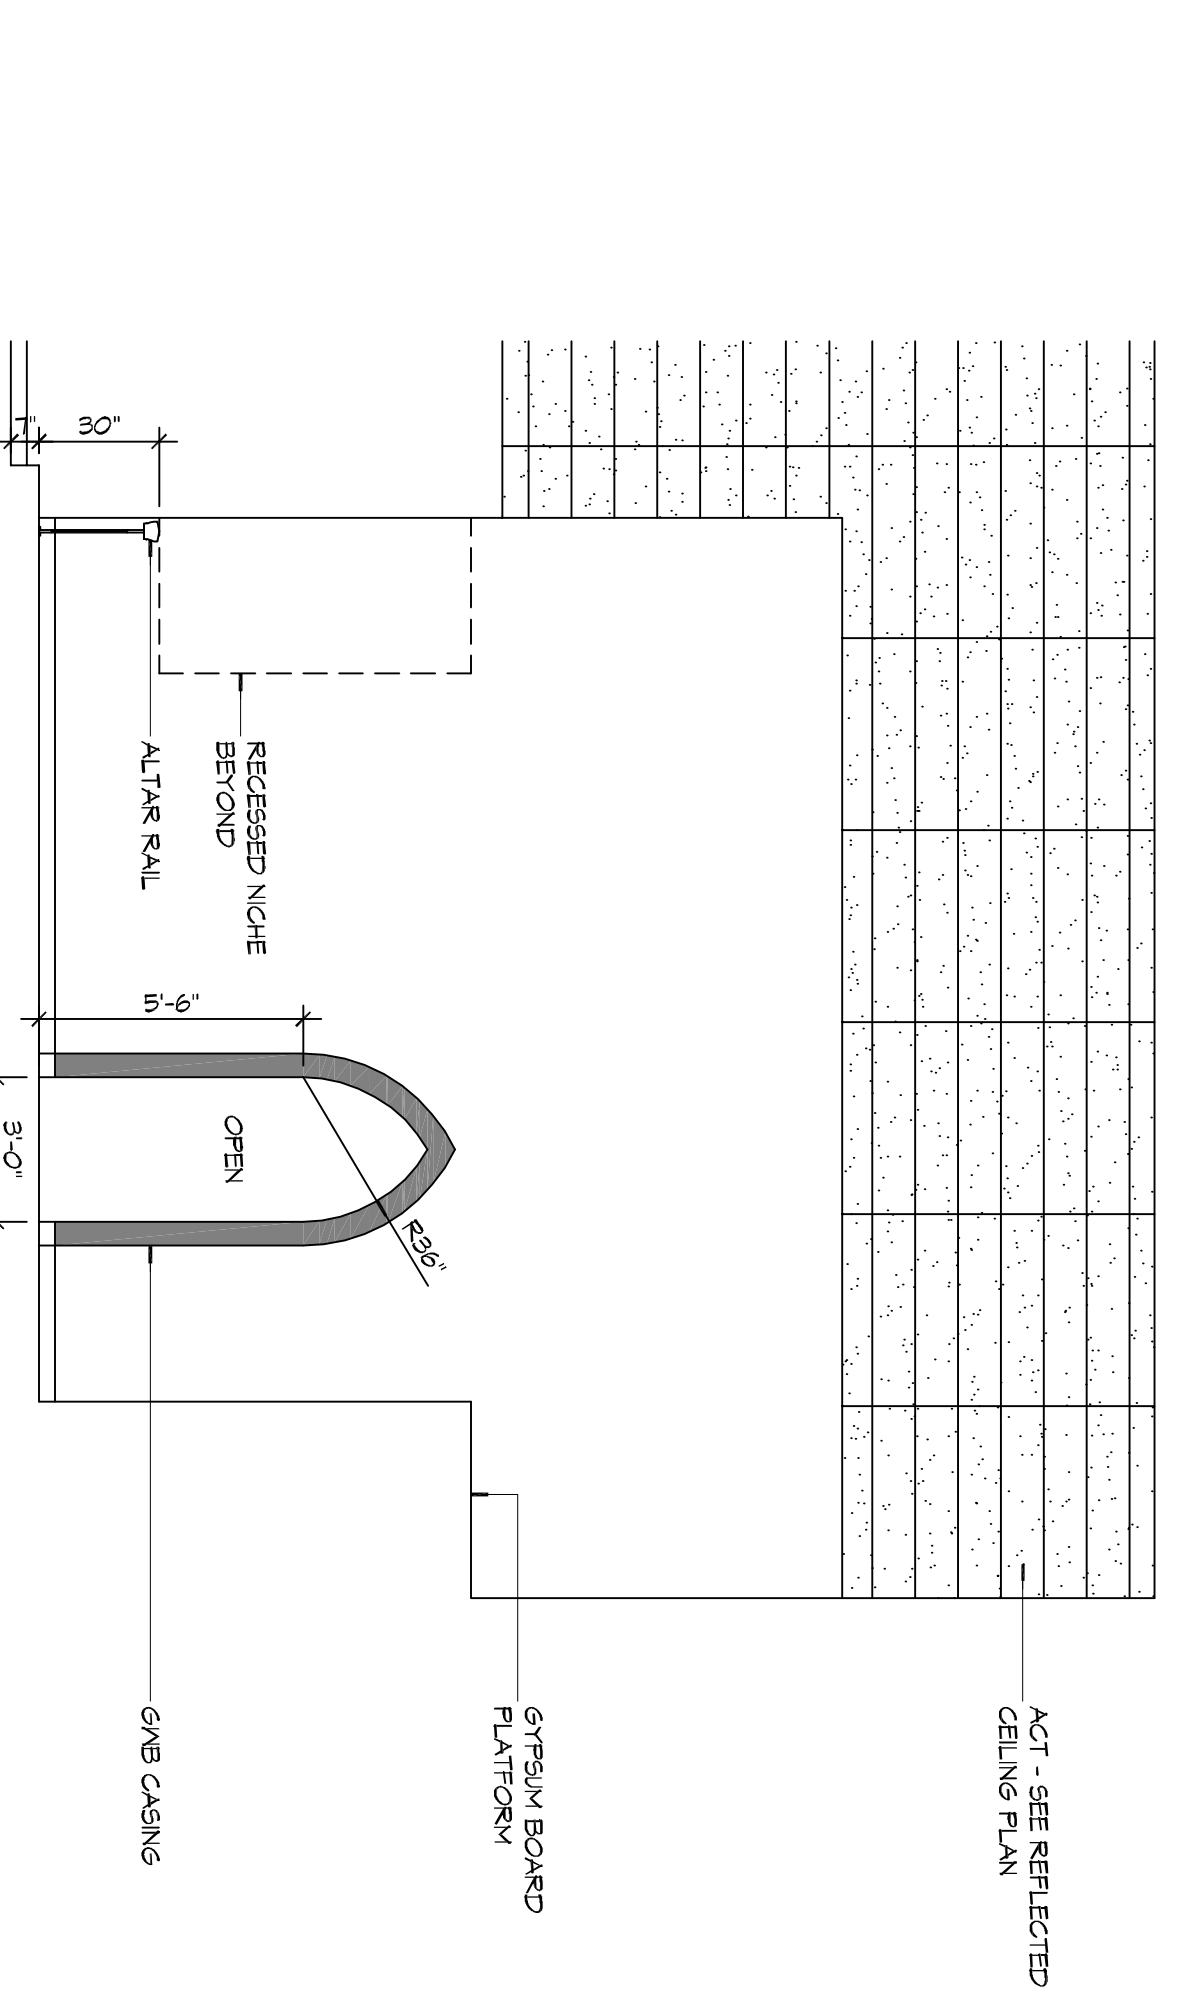 ACT - SEE REFLECTED
CEILING PLAN
GYPSUM BOARD
PLATFORM
GWB CASING
RECESSED NICHE
BEYOND
ALTAR RAIL
OPEN
R36"
5'-6"
3'-0"
30"
7"